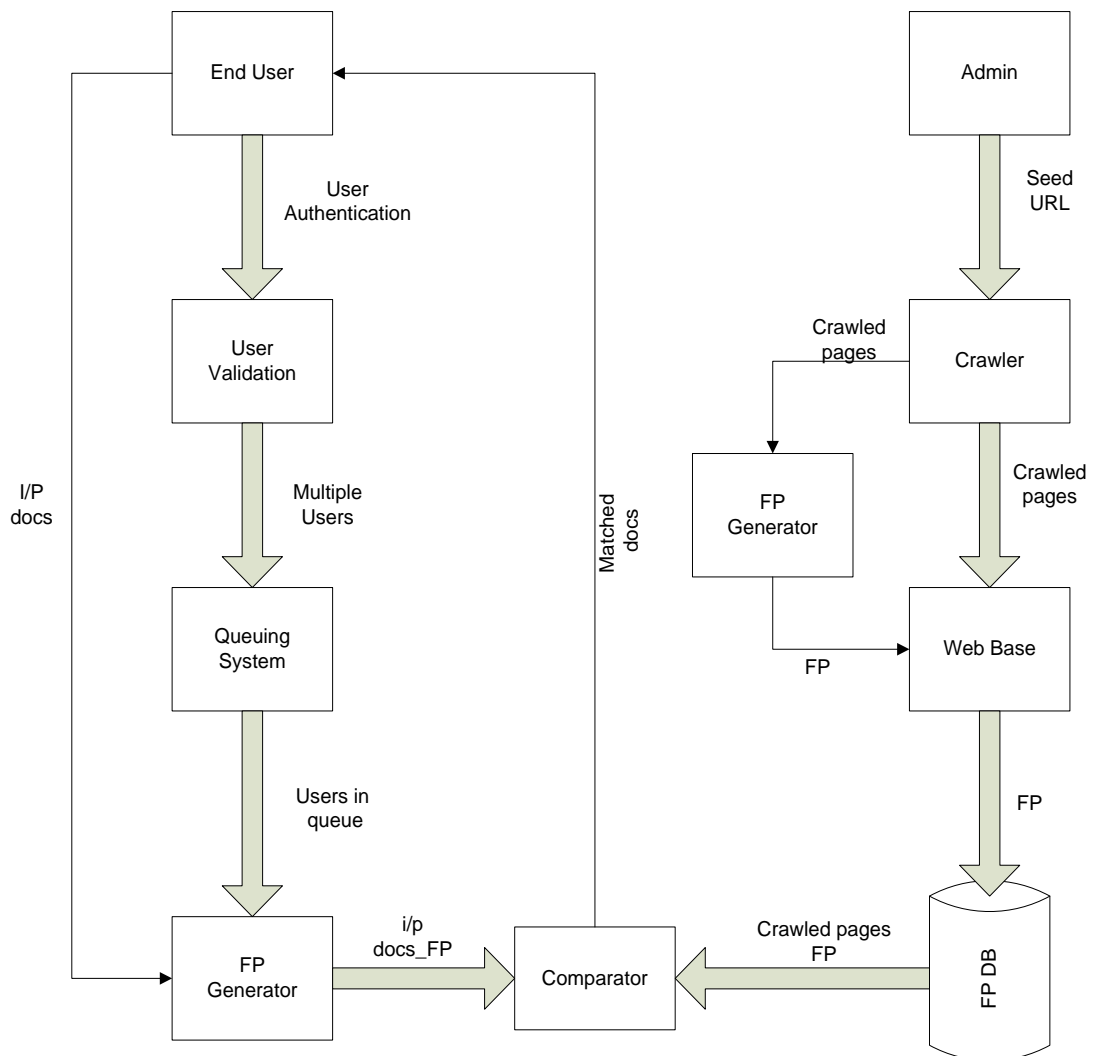 End User
Admin
User
Authentication
Seed
URL
User
Validation
Crawled
pages
Crawler
I/P
docs
Multiple
Users
Matched
docs
FP
Generator
Crawled
pages
Queuing
System
FP
Web Base
Users in
queue
FP
FP
Generator
i/p
docs_FP
Comparator
Crawled pages
FP
FP DB